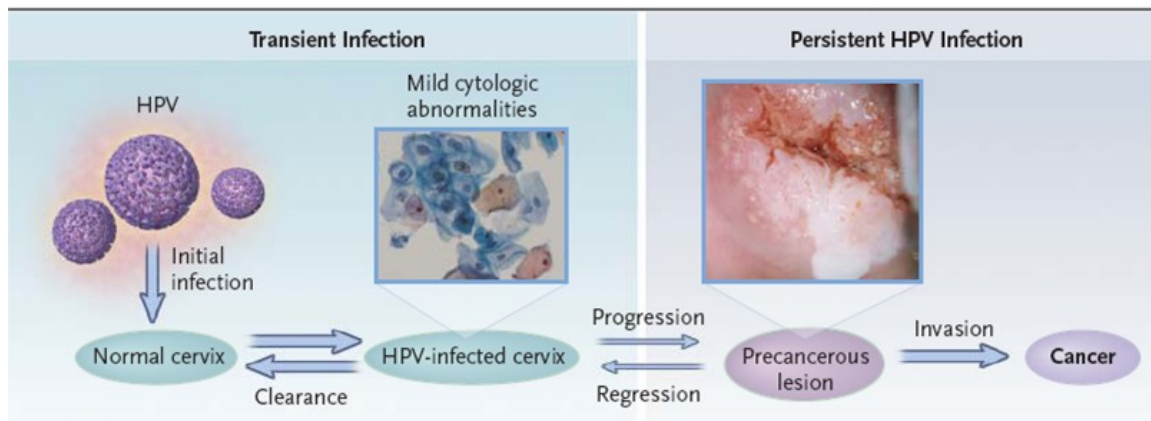 Transient Infection
Persistent HPV Infection
HPV
Mild cytologic
abnormalities
Initial
infection
Normal cervix
Clearance
HPV-infected cervix
Progression
Regression
Precancerous
lesion
Invasion
Cancer